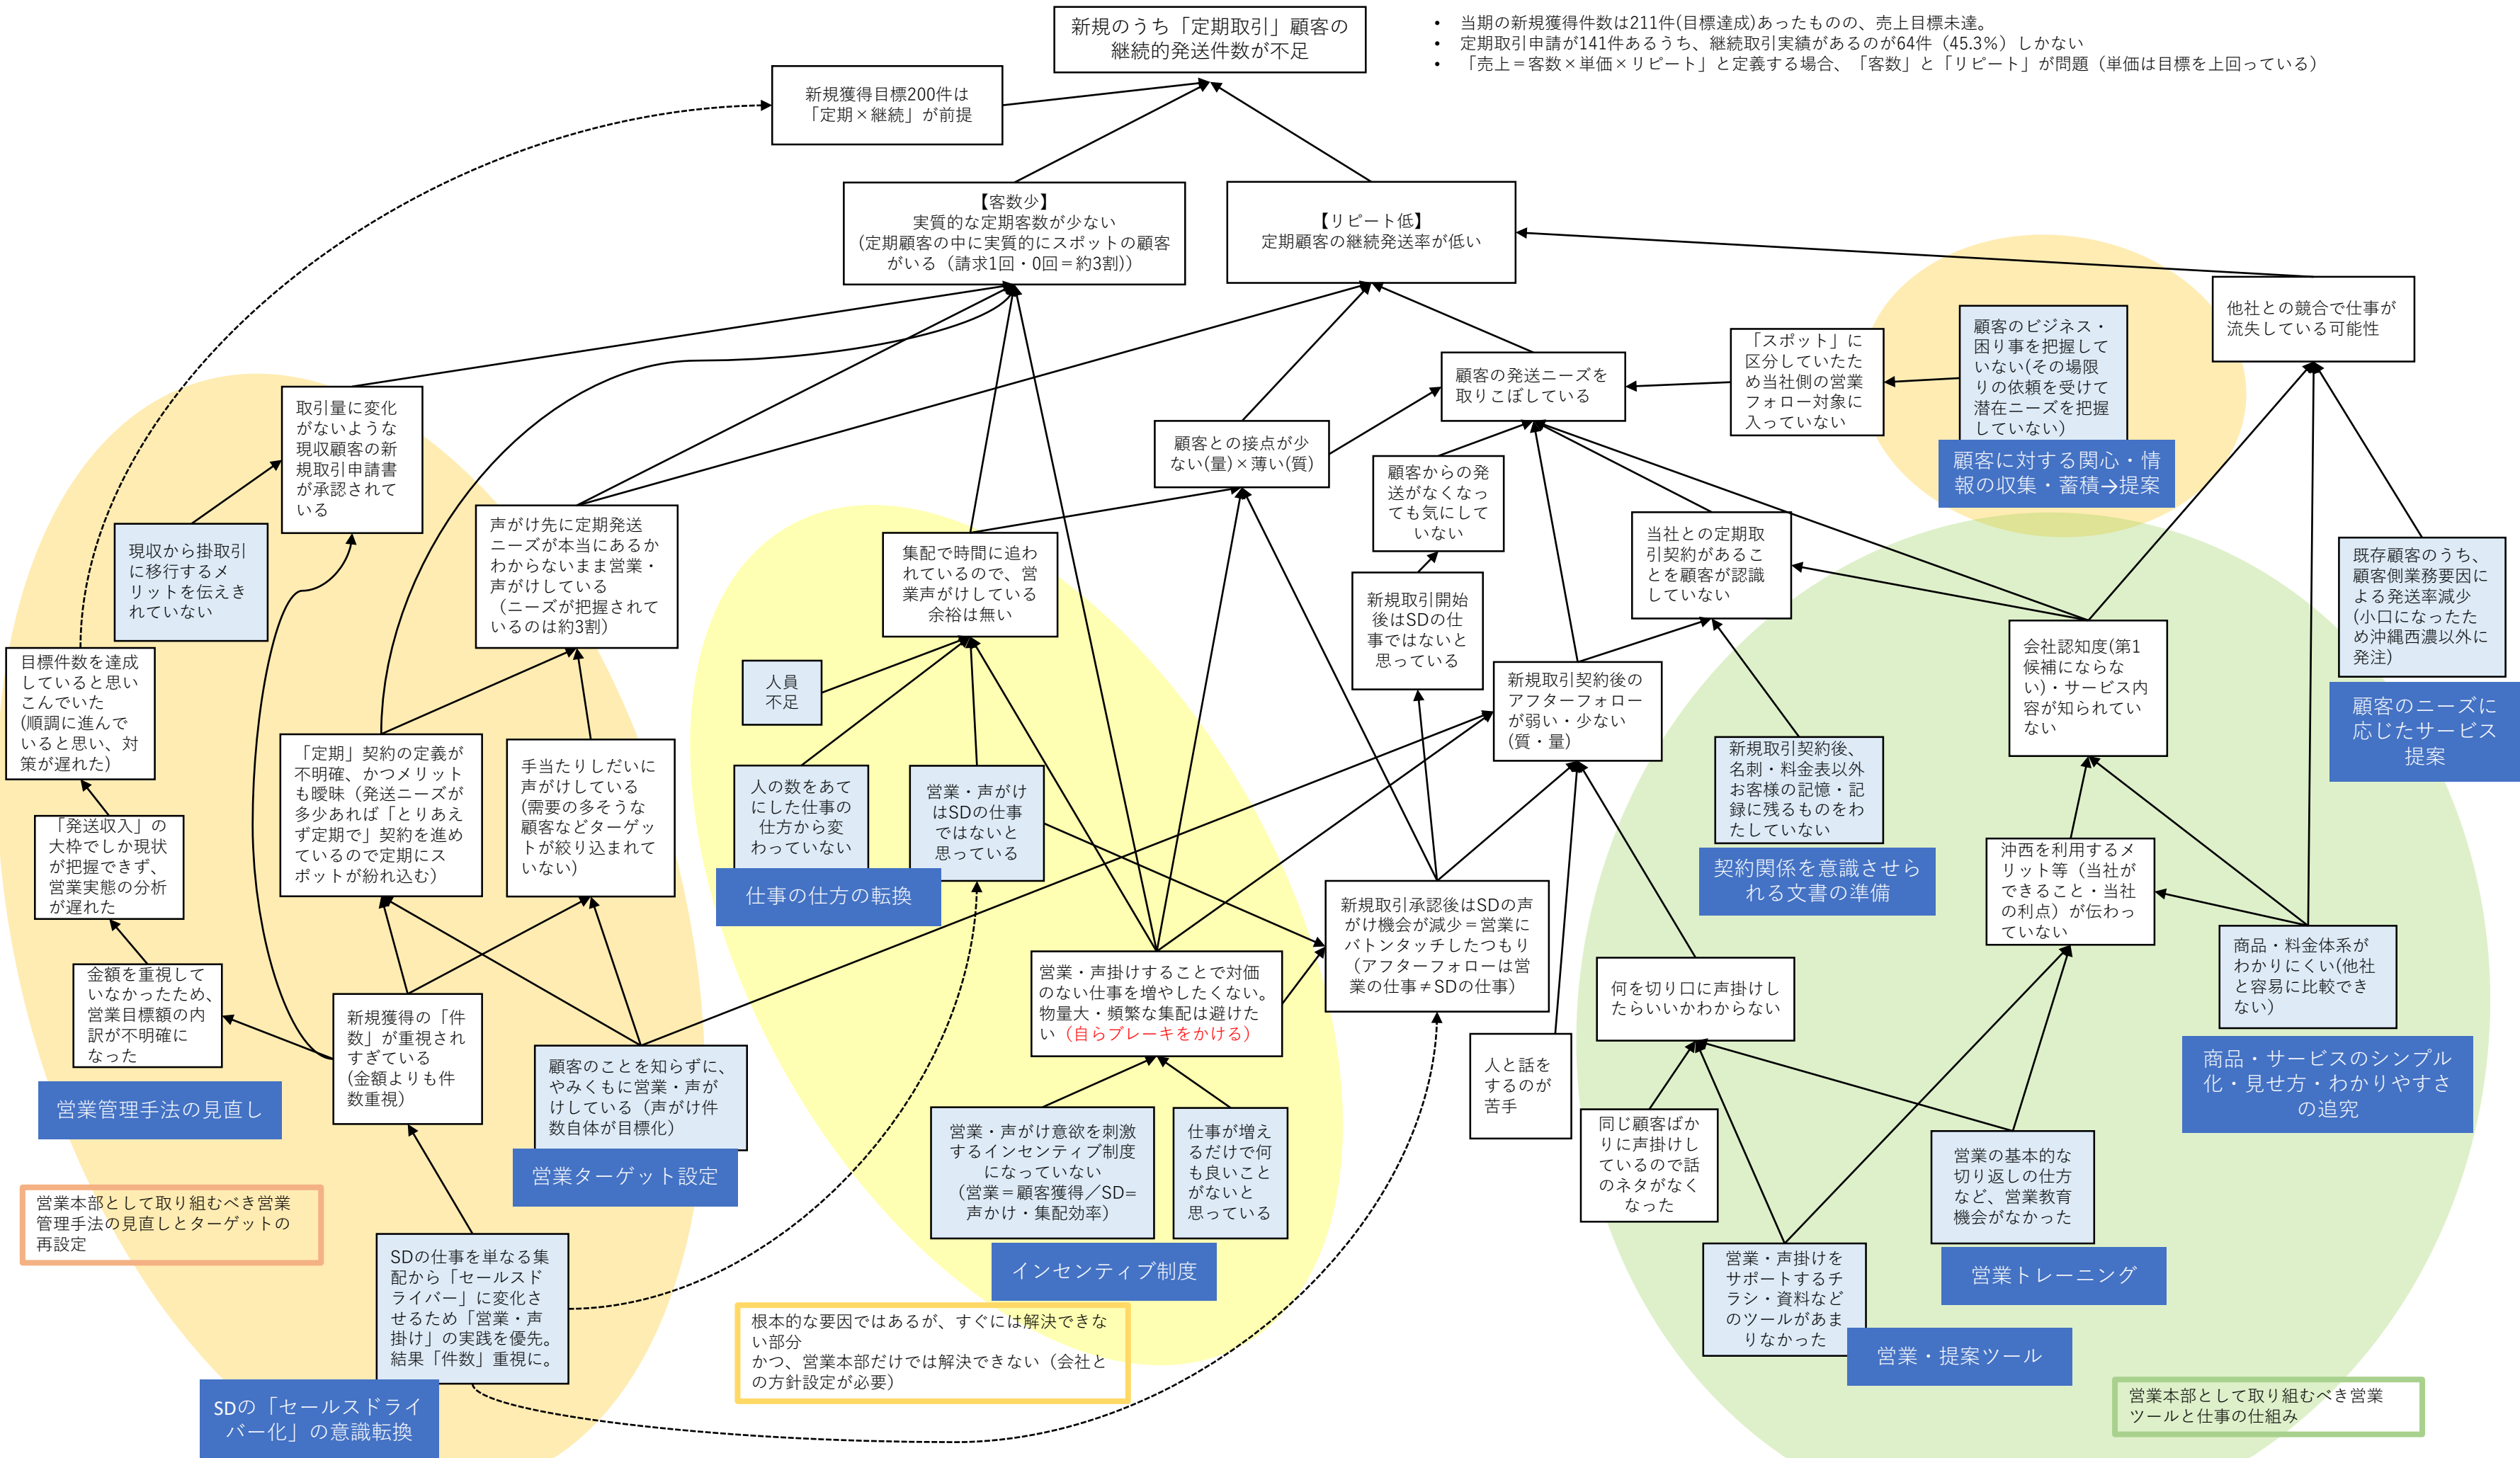 新規のうち「定期取引」顧客の
継続的発送件数が不足
• 当期の新規獲得件数は211件(目標達成)あったものの、売上目標未達。
• 定期取引申請が141件あるうち、継続取引実績があるのが64件（45.3%）しかない
• 「売上＝客数×単価×リピート」と定義する場合、「客数」と「リピート」が問題（単価は目標を上回っている）
新規獲得目標200件は
「定期×継続」が前提
【客数少】
実質的な定期客数が少ない
(定期顧客の中に実質的にスポットの顧客
がいる（請求1回・0回＝約3割))
【リピート低】
定期顧客の継続発送率が低い
他社との競合で仕事が
流失している可能性
顧客のビジネス・
困り事を把握して
いない(その場限
りの依頼を受けて
潜在ニーズを把握
していない）
顧客に対する関心・情
報の収集・蓄積→提案
「スポット」に
区分していたた
め当社側の営業
フォロー対象に
入っていない
顧客の発送ニーズを
取りこぼしている
取引量に変化
がないような
現収顧客の新
規取引申請書
が承認されて
いる
顧客との接点が少
ない(量)×薄い(質)
顧客からの発
送がなくなっ
ても気にして
いない
現収から掛取引
に移行するメ
リットを伝えき
れていない
声がけ先に定期発送
ニーズが本当にあるか
わからないまま営業・
声がけしている
（ニーズが把握されて
いるのは約3割）
集配で時間に追わ
れているので、営
業声がけしている
余裕は無い
当社との定期取
引契約があるこ
とを顧客が認識
していない
既存顧客のうち、
顧客側業務要因に
よる発送率減少
(小口になったた
め沖縄西濃以外に
発注)
顧客のニーズに
応じたサービス
提案
新規取引開始
後はSDの仕
事ではないと
思っている
会社認知度(第1
候補にならな
い)・サービス内
容が知られてい
ない
目標件数を達成
していると思い
こんでいた
(順調に進んで
いると思い、対
策が遅れた)
人員
不足
新規取引契約後の
アフターフォロー
が弱い・少ない
(質・量)
「定期」契約の定義が
不明確、かつメリット
も曖昧（発送ニーズが
多少あれば「とりあえ
ず定期で」契約を進め
ているので定期にス
ポットが紛れ込む）
手当たりしだいに
声がけしている
(需要の多そうな
顧客などターゲッ
トが絞り込まれて
いない)
人の数をあて
にした仕事の
仕方から変
わっていない
仕事の仕方の転換
営業・声がけ
はSDの仕事
ではないと
思っている
新規取引契約後、
名刺・料金表以外
お客様の記憶・記
録に残るものをわ
たしていない
契約関係を意識させら
れる文書の準備
「発送収入」の
大枠でしか現状
が把握できず、
営業実態の分析
が遅れた
沖西を利用するメ
リット等（当社が
できること・当社
の利点）が伝わっ
ていない
新規取引承認後はSDの声
がけ機会が減少＝営業に
バトンタッチしたつもり
（アフターフォローは営
業の仕事≠SDの仕事）
商品・料金体系が
わかりにくい(他社
と容易に比較でき
ない）
商品・サービスのシンプル
化・見せ方・わかりやすさ
の追究
金額を重視して
いなかったため、
営業目標額の内
訳が不明確に
なった
営業管理手法の見直し
営業・声掛けすることで対価
のない仕事を増やしたくない。
物量大・頻繁な集配は避けた
い（自らブレーキをかける）
何を切り口に声掛けし
たらいいかわからない
新規獲得の「件
数」が重視され
すぎている
(金額よりも件
数重視)
顧客のことを知らずに、
やみくもに営業・声が
けしている（声がけ件
数自体が目標化）
営業ターゲット設定
人と話を
するのが
苦手
営業・声がけ意欲を刺激
するインセンティブ制度
になっていない
（営業＝顧客獲得／SD=
声かけ・集配効率）
仕事が増え
るだけで何
も良いこと
がないと
思っている
インセンティブ制度
同じ顧客ばか
りに声掛けし
ているので話
のネタがなく
なった
営業の基本的な
切り返しの仕方
など、営業教育
機会がなかった
営業トレーニング
営業本部として取り組むべき営業
管理手法の見直しとターゲットの
再設定
SDの仕事を単なる集
配から「セールスド
ライバー」に変化さ
せるため「営業・声
掛け」の実践を優先。
結果「件数」重視に。
SDの「セールスドライ
バー化」の意識転換
営業・声掛けを
サポートするチ
ラシ・資料など
のツールがあま
りなかった
営業・提案ツール
根本的な要因ではあるが、すぐには解決できな
い部分
かつ、営業本部だけでは解決できない（会社と
の方針設定が必要）
営業本部として取り組むべき営業
ツールと仕事の仕組み